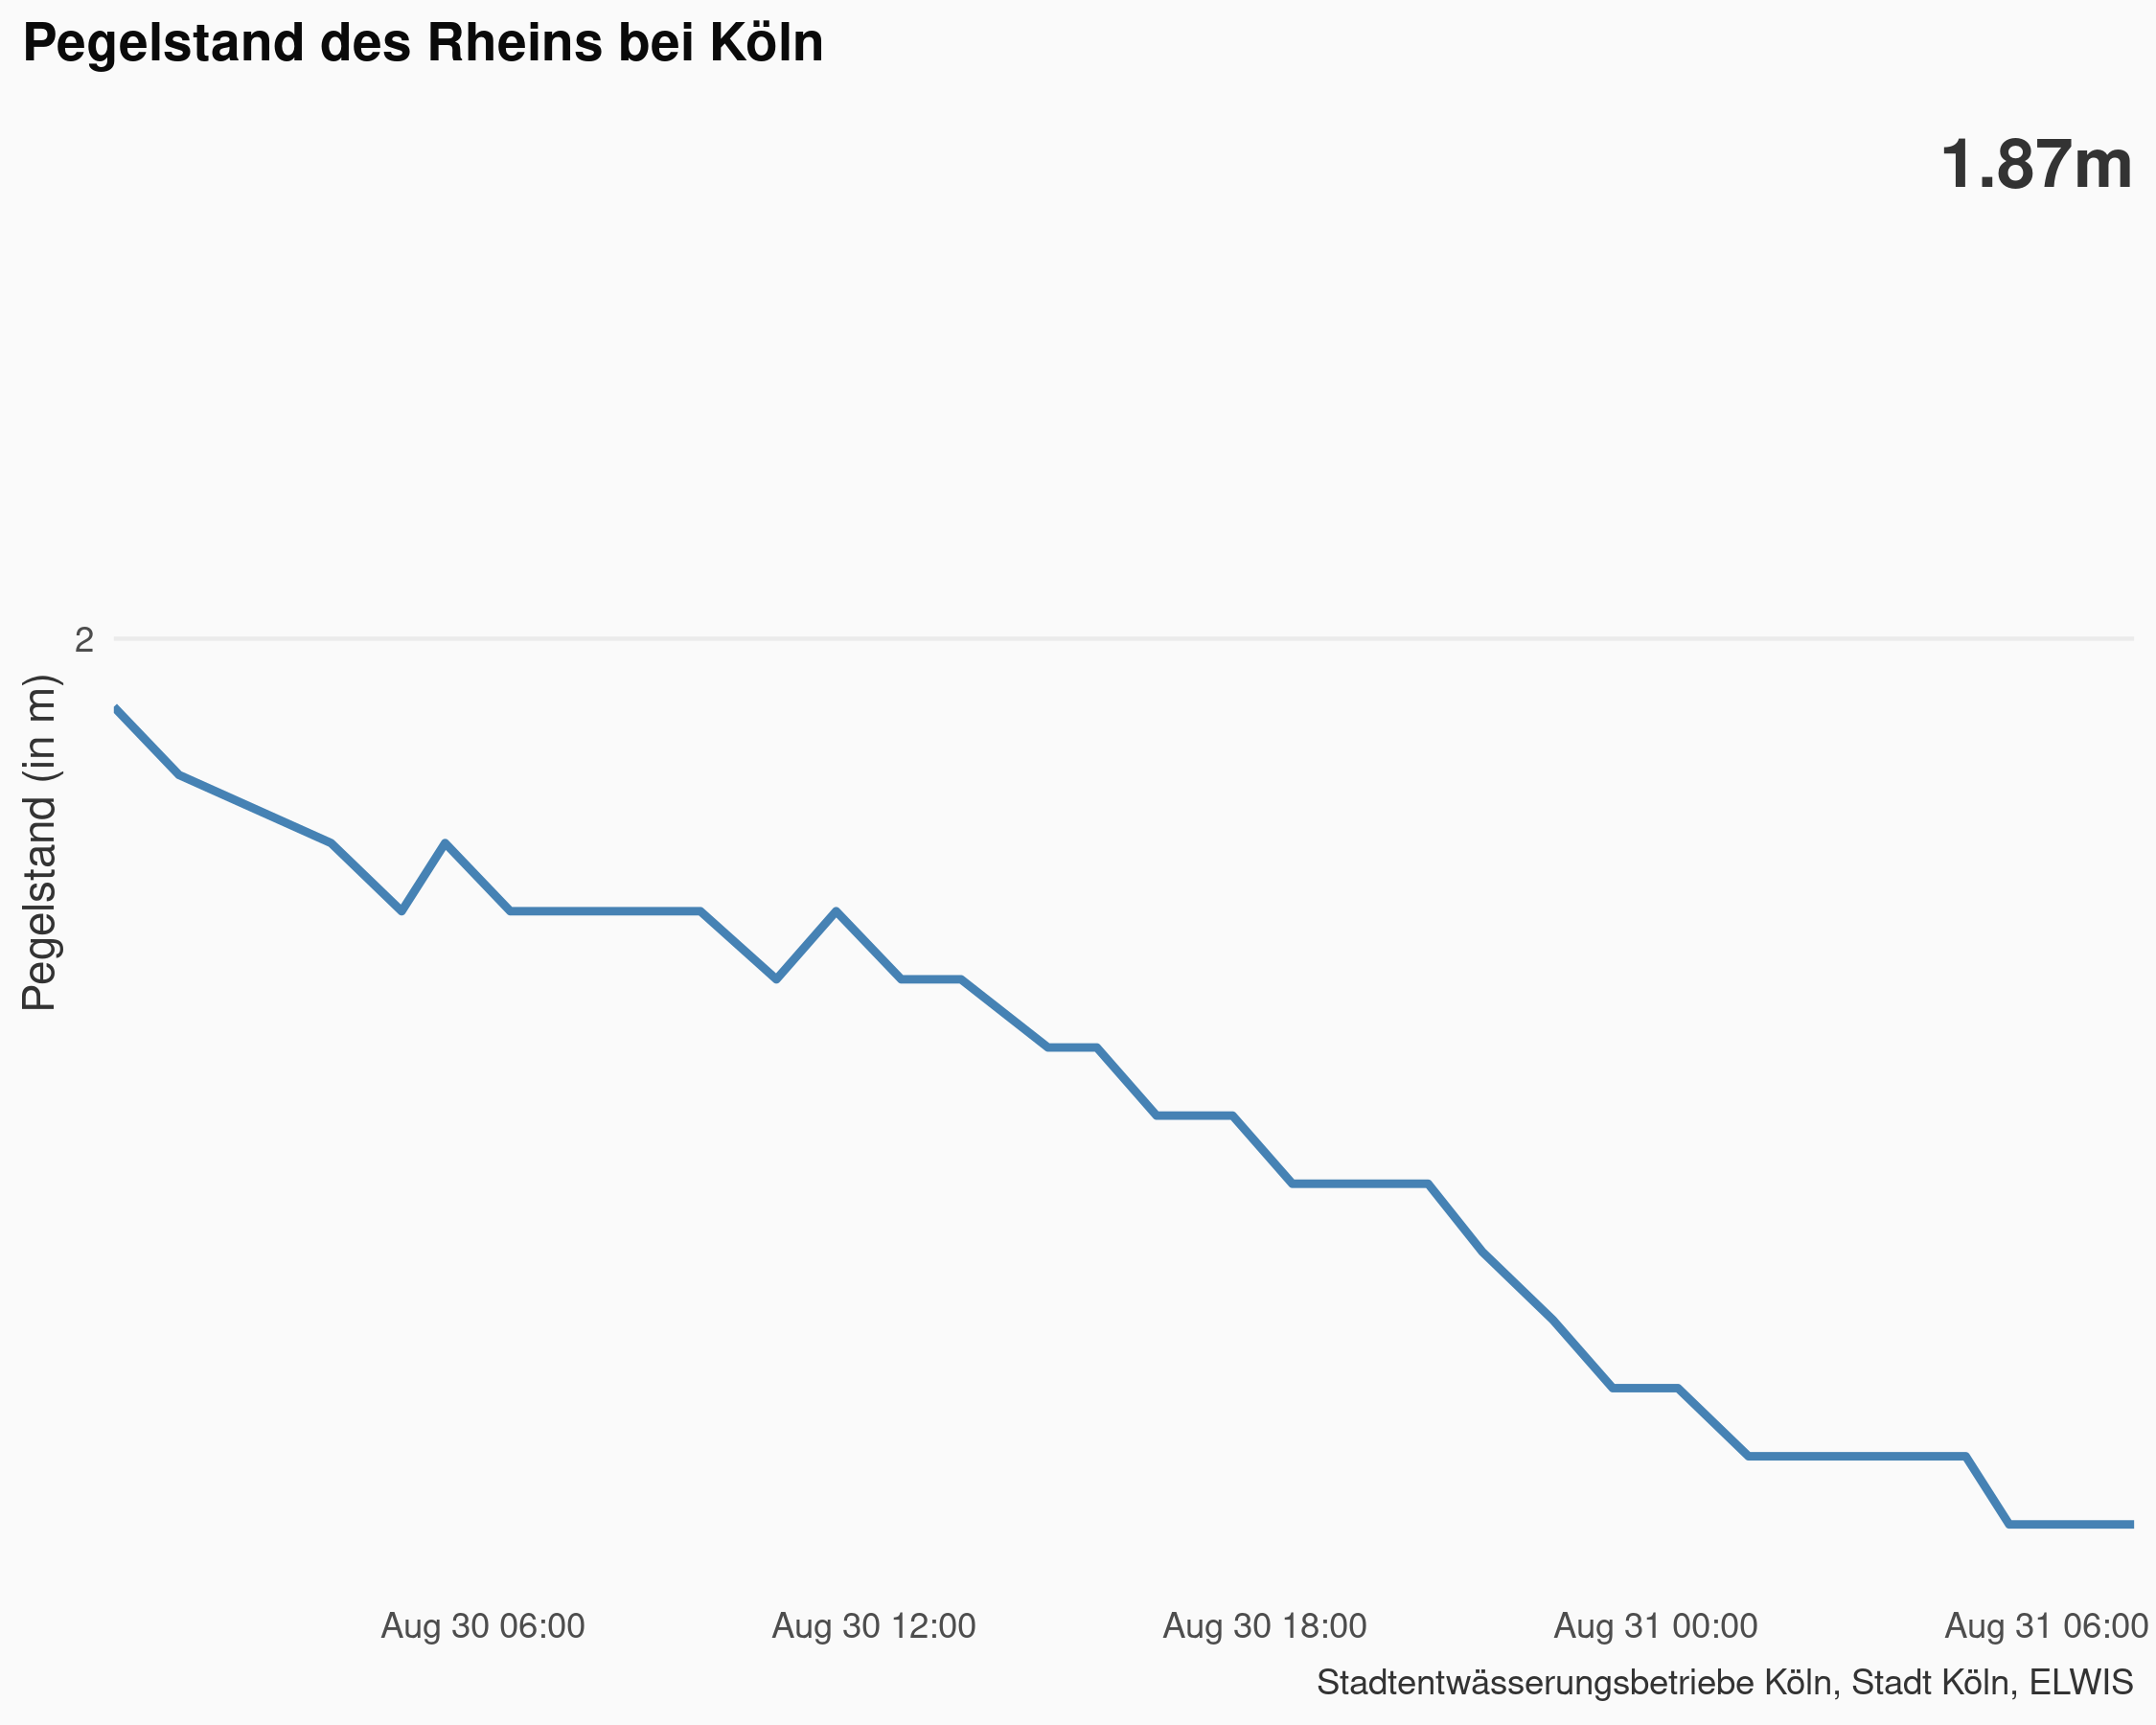 Pegelstand des Rheins bei Köln
1.87m
2
Pegelstand (in m)
Aug 30 06:00
Aug 30 12:00
Aug 30 18:00
Aug 31 00:00
Aug 31 06:00
Stadtentwässerungsbetriebe Köln, Stadt Köln, ELWIS